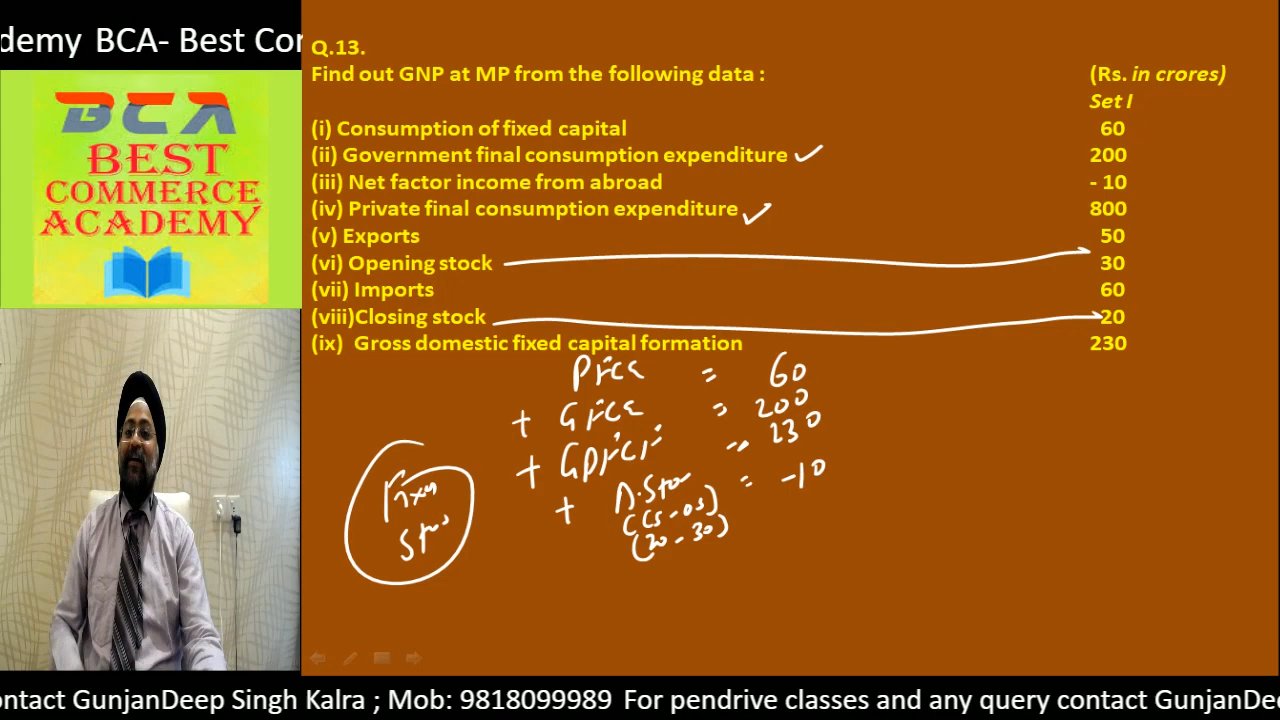 demy BCA- Best Cor
BCA
BEST
COMMERCE
ACADEMY
Q.13.
Find out GNP at MP from the following data : (Rs. in crores)
Set I
(i) Consumption of fixed capital 60
(ii) Government final consumption expenditure 200
(iii) Net factor income from abroad - 10
(iv) Private final consumption expenditure 800
(v) Exports 50
(vi) Opening stock 30
(vii) Imports 60
(viii)Closing stock 20
(ix) Gross domestic fixed capital formation 230
PFCE = 60
+ GFCE = 200
+ GDFCF = 230
+ = -10
(CS - OS)
(20 - 30)
ontact GunjanDeep Singh Kalra ; Mob: 9818099989 For pendrive classes and any query contact GunjanDee